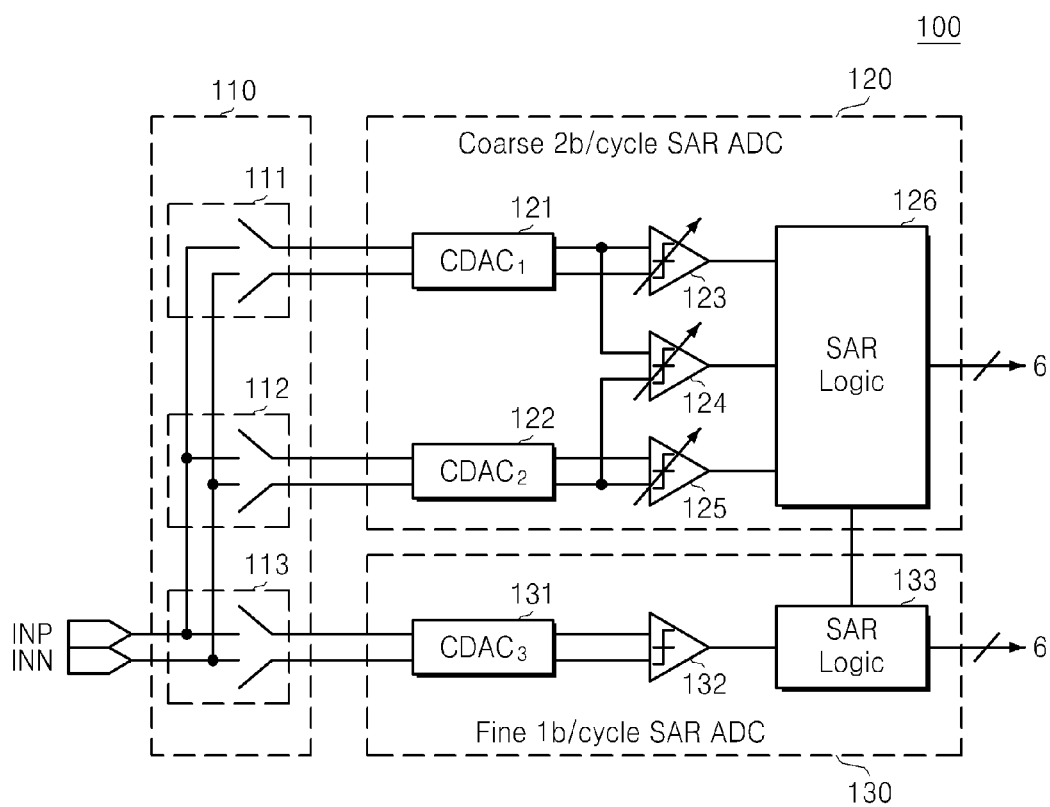 100
110
120
Coarse 2b/cycle SAR ADC
111
121
126
CDAC1
123
SAR
Logic
6
124
112
122
CDAC2
125
113
131
133
INP
INN
CDAC3
132
SAR
Logic
6
Fine 1b/cycle SAR ADC
130